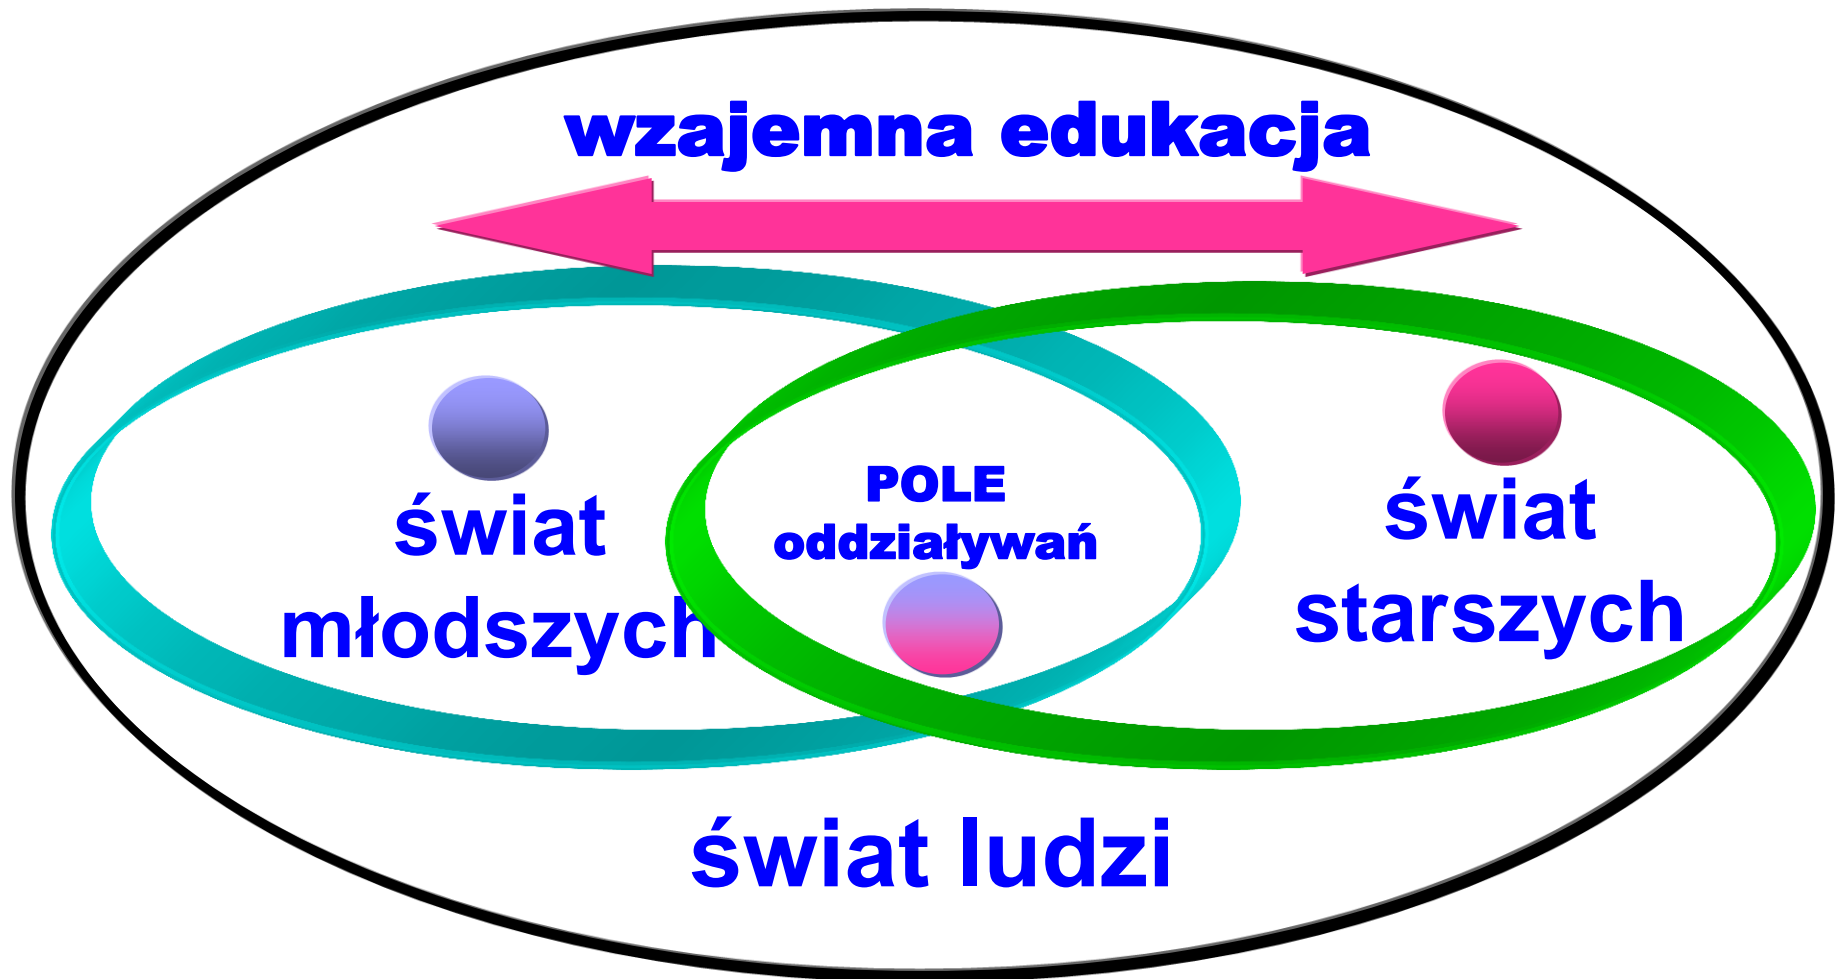 wzajemna edukacja
świat
młodszych
POLE
oddziaływań
świat
starszych
świat ludzi